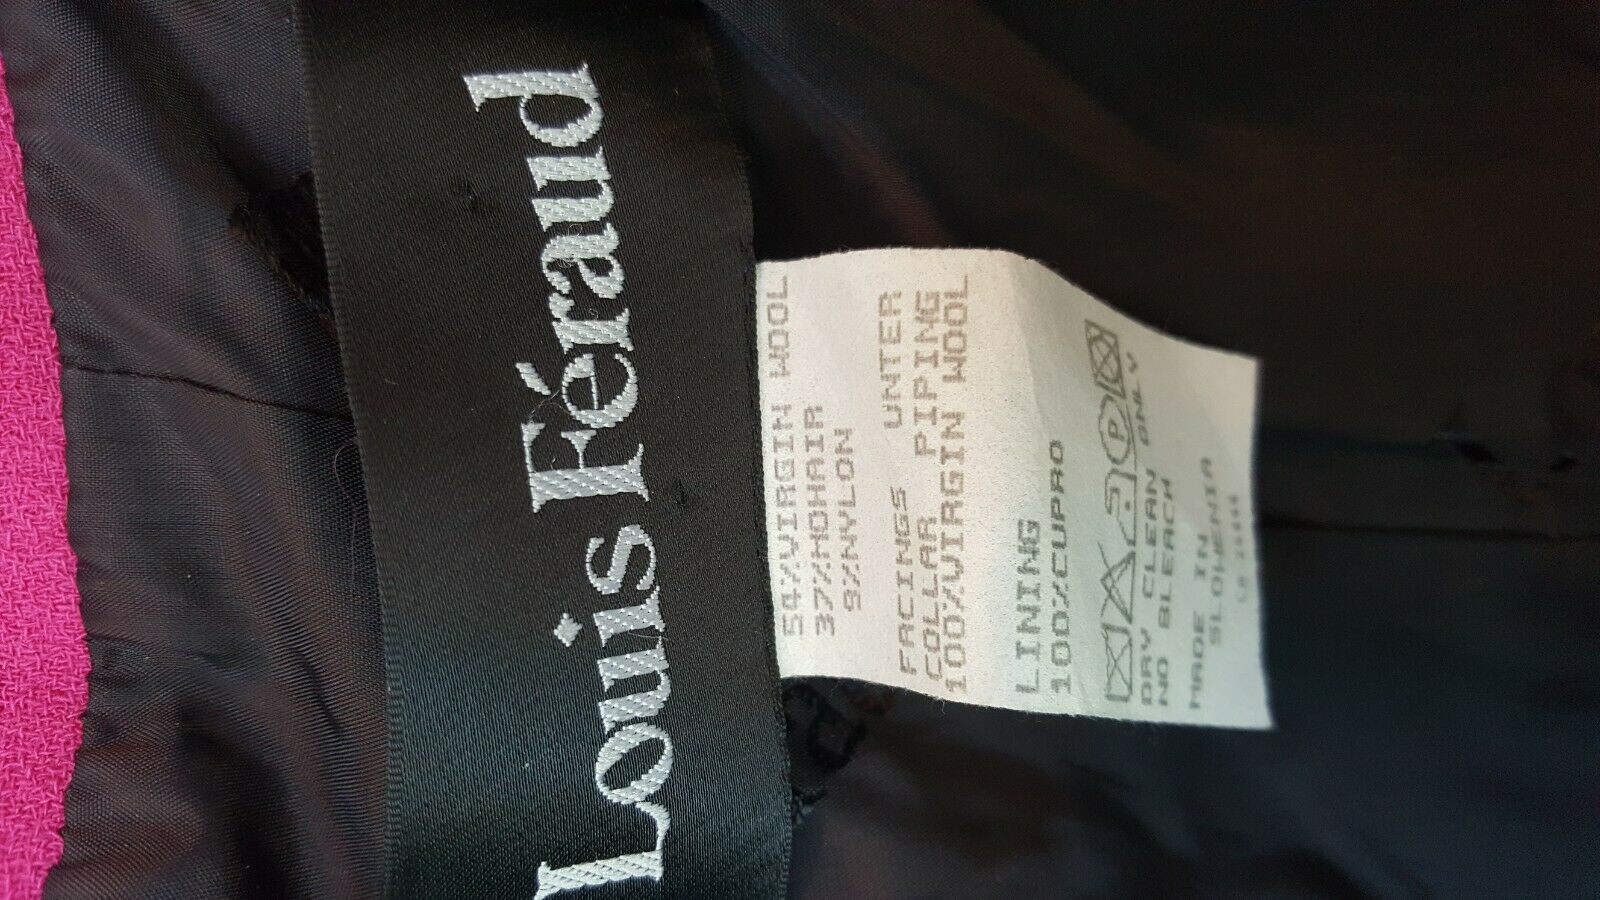 Louis Féraud
54%VIRGIN WOOL
37%MOHAIR
9%NYLON
FACINGS UNTER
COLLAR PIPING
100%VIRGIN WOOL
LINING
100%CUPRO
P
DRY CLEAN ONLY
NO BLEACH
MADE IN
SLOWENIA